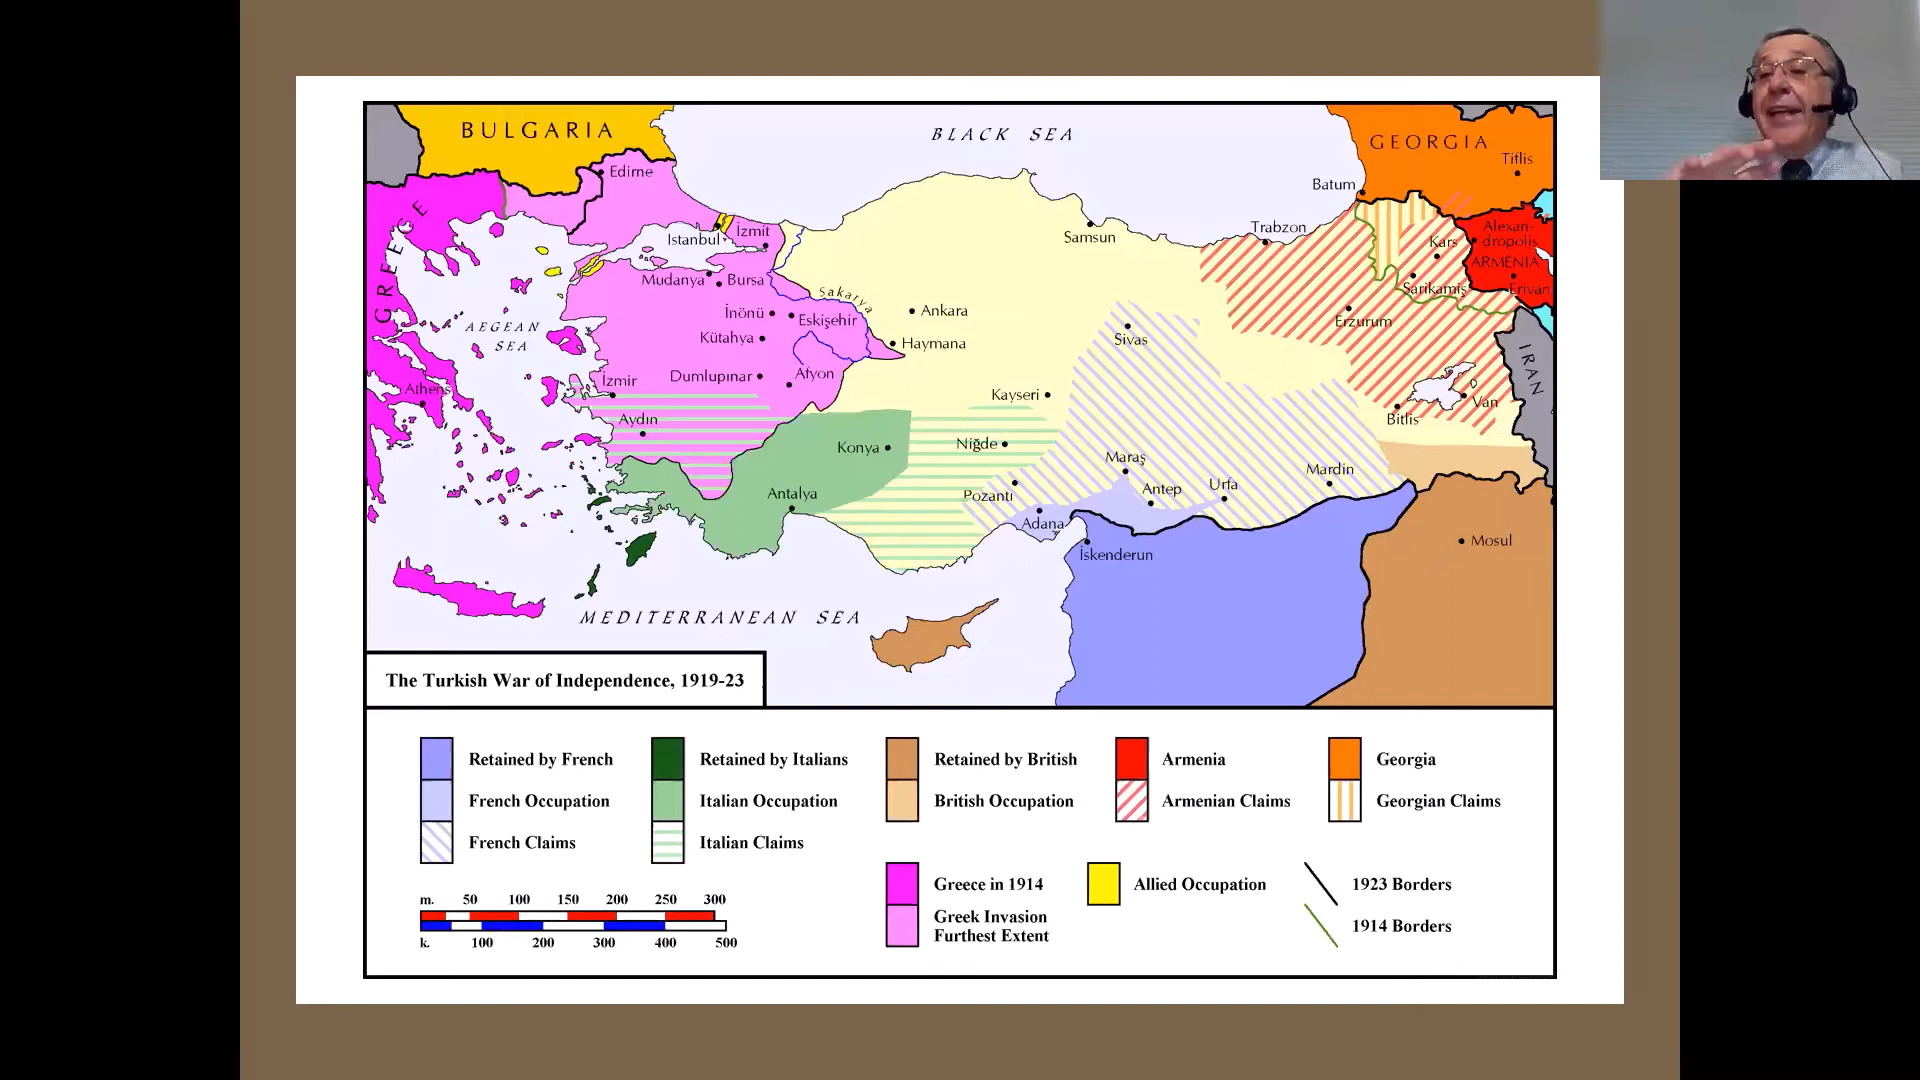 BULGARIA
BLACK SEA
GEORGIA
Tiflis
Edirne
Batum
GREECE
Istanbul
İzmit
Samsun
Trabzon
Alexan-
dropolis
Kars
ARMENIA
Mudanya
Bursa
Sarikamiş
Erivan
Sakarya
İnönü
Eskişehir
Ankara
Erzurum
AEGEAN
SEA
Kütahya
Haymana
Sivas
IRAN
Dumlupınar
Afyon
İzmir
Athens
Kayseri
Van
Bitlis
Aydın
Konya
Niğde
Maraş
Mardin
Antalya
Pozantı
Antep
Urfa
Adana
İskenderun
Mosul
MEDITERRANEAN SEA
The Turkish War of Independence, 1919-23
Retained by French
Retained by Italians
Retained by British
Armenia
Georgia
French Occupation
Italian Occupation
British Occupation
Armenian Claims
Georgian Claims
French Claims
Italian Claims
Greece in 1914
Allied Occupation
1923 Borders
Greek Invasion
Furthest Extent
1914 Borders
m. 50 100 150 200 250 300
k. 100 200 300 400 500